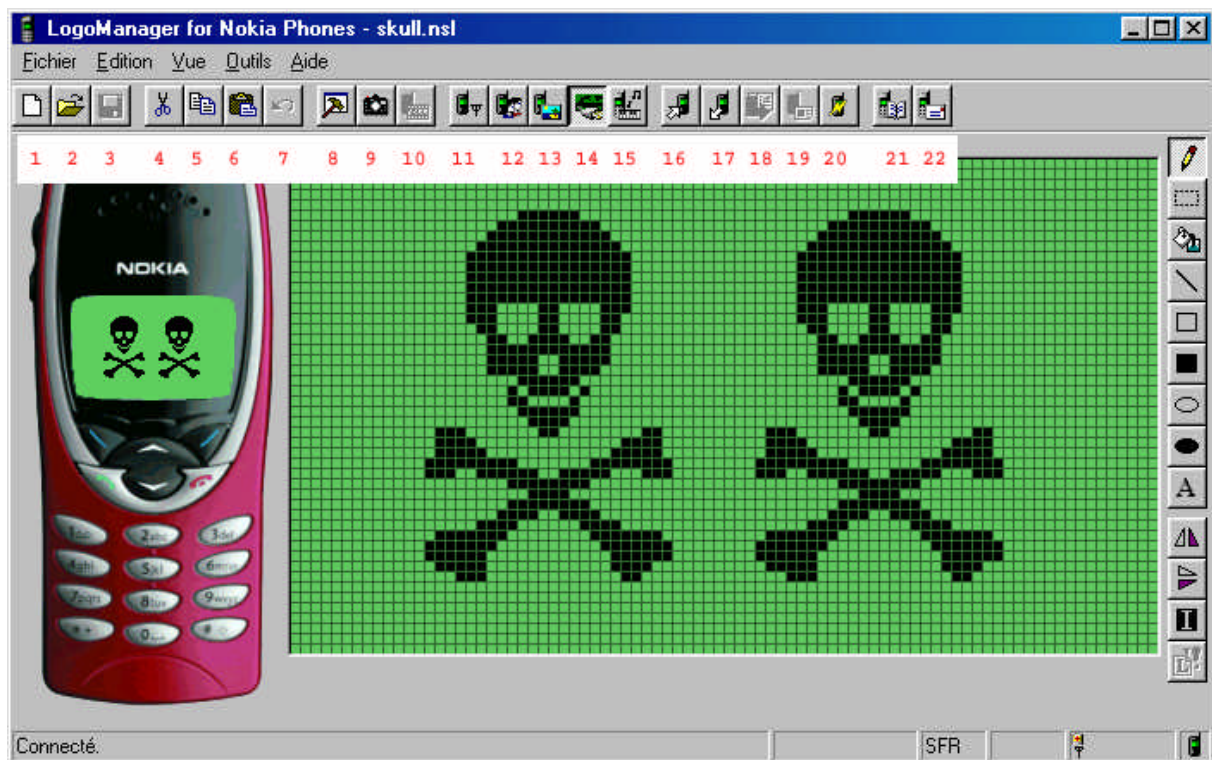 LogoManager for Nokia Phones - skull.nsl
Fichier Edition Vue Outils Aide
1 2 3 4 5 6 7 8 9 10 11 12 13 14 15 16 17 18 19 20 21 22
NOKIA
A
I
Connecté.
SFR